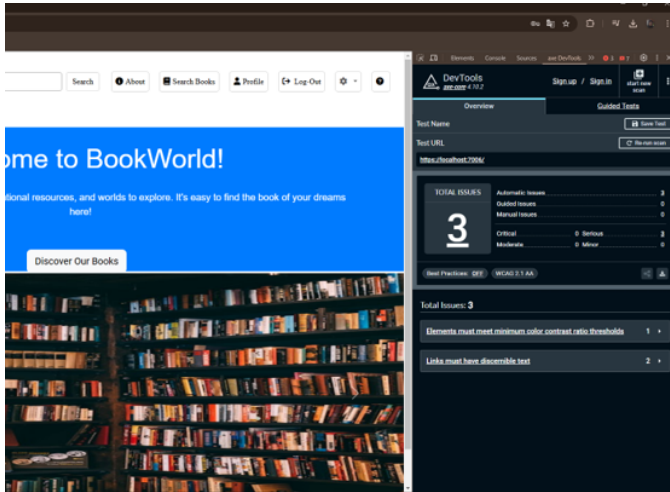 Elements Console Sources axe DevTools
Search About Search Books Profile Log-Out
DevTools
axe-core 4.10.2
Sign up / Sign in
start new scan
Overview Guided Tests
Test Name Save Test
Test URL Re-run scan
https://localhost:7006/
ome to BookWorld!
tional resources, and worlds to explore. It's easy to find the book of your dreams
here!
Discover Our Books
TOTAL ISSUES
3
Automatic Issues 3
Guided Issues 0
Manual Issues 0
Critical 0 Serious 3
Moderate 0 Minor 0
Best Practices: OFF WCAG 2.1 AA
Total Issues: 3
Elements must meet minimum color contrast ratio thresholds 1
Links must have discernible text 2